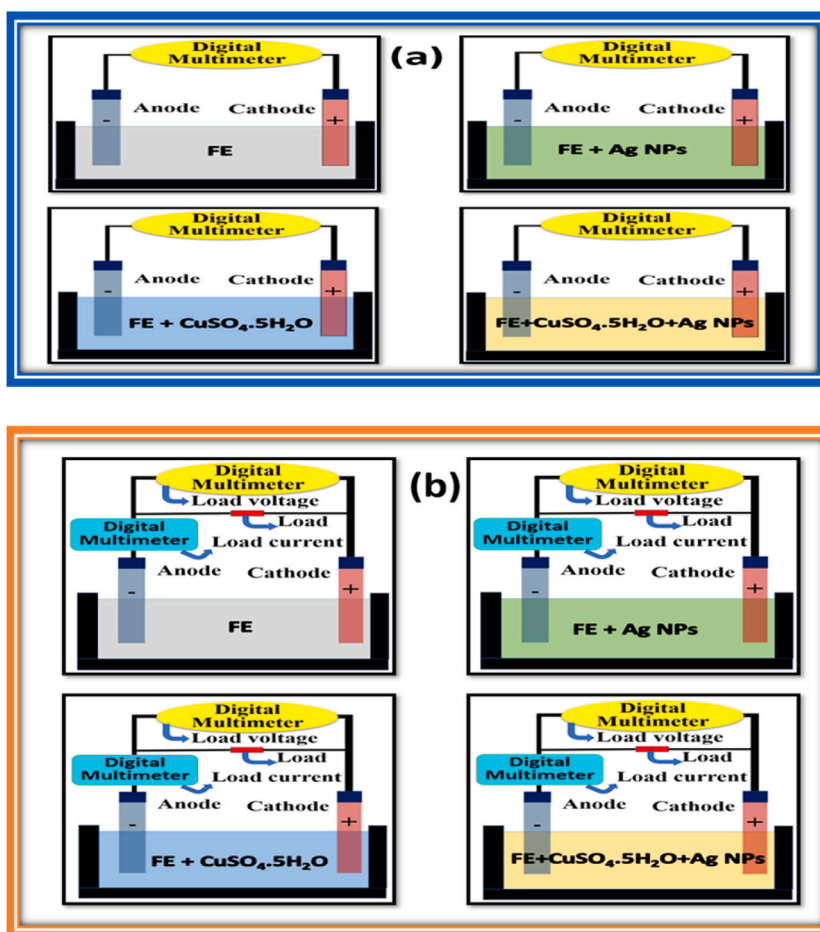 (a)
Digital
Multimeter
Anode Cathode
- +
FE
Digital
Multimeter
Anode Cathode
- +
FE + Ag NPs
Digital
Multimeter
Anode Cathode
- +
FE + CuSO₄.5H₂O
Digital
Multimeter
Anode Cathode
- +
FE+CuSO₄.5H₂O+Ag NPs
(b)
Digital
Multimeter
Load voltage
Load
Digital
Multimeter
Load current
Anode Cathode
- +
FE
Digital
Multimeter
Load voltage
Load
Digital
Multimeter
Load current
Anode Cathode
- +
FE + Ag NPs
Digital
Multimeter
Load voltage
Load
Digital
Multimeter
Load current
Anode Cathode
- +
FE + CuSO₄.5H₂O
Digital
Multimeter
Load voltage
Load
Digital
Multimeter
Load current
Anode Cathode
- +
FE+CuSO₄.5H₂O+Ag NPs